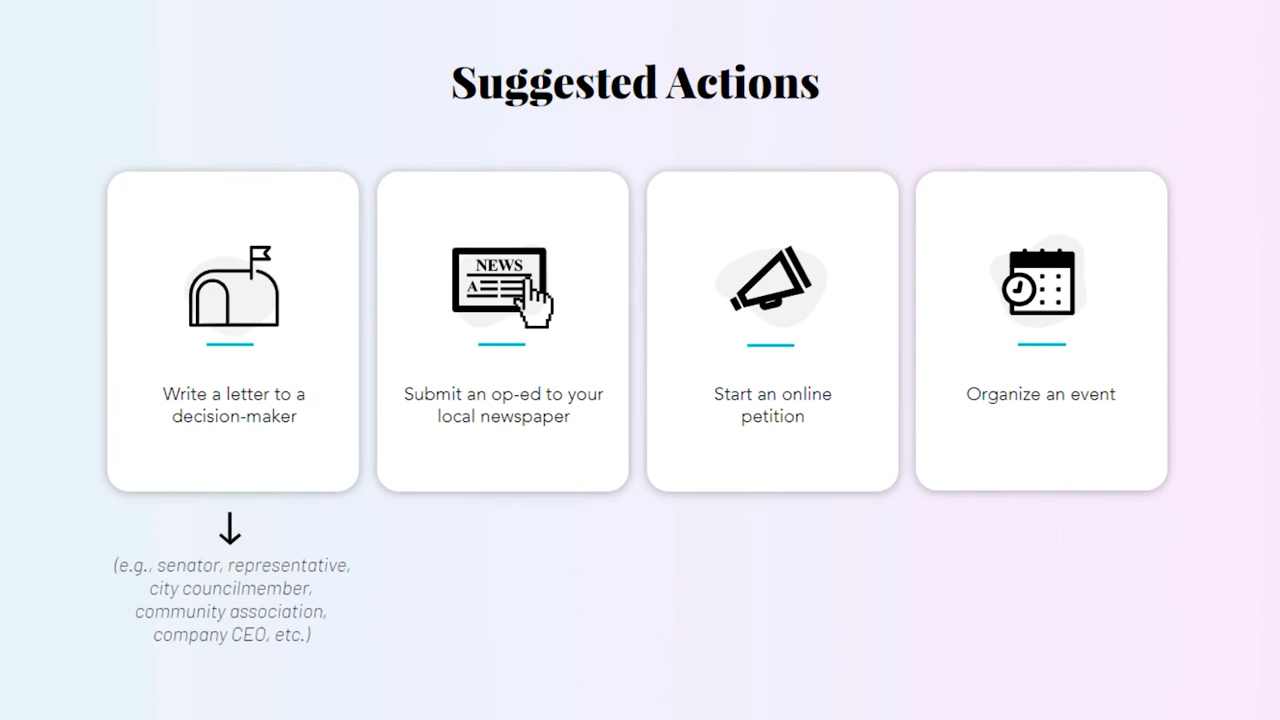 Suggested Actions
NEWS
A
Write a letter to a
decision-maker
Submit an op-ed to your
local newspaper
Start an online
petition
Organize an event
(e.g., senator, representative,
city councilmember,
community association,
company CEO, etc.)